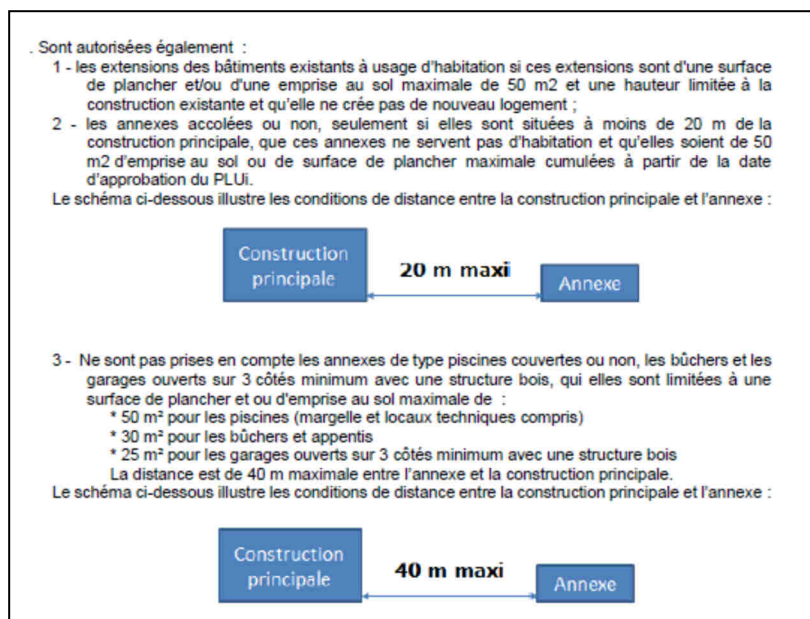 . Sont autorisées également :
1 - les extensions des bâtiments existants à usage d'habitation si ces extensions sont d'une surface
de plancher et/ou d'une emprise au sol maximale de 50 m2 et une hauteur limitée à la
construction existante et qu'elle ne crée pas de nouveau logement ;
2 - les annexes accolées ou non, seulement si elles sont situées à moins de 20 m de la
construction principale, que ces annexes ne servent pas d'habitation et qu'elles soient de 50
m2 d'emprise au sol ou de surface de plancher maximale cumulées à partir de la date
d'approbation du PLUi.
Le schéma ci-dessous illustre les conditions de distance entre la construction principale et l'annexe :
Construction
principale
20 m maxi
Annexe
3 - Ne sont pas prises en compte les annexes de type piscines couvertes ou non, les bûchers et les
garages ouverts sur 3 côtés minimum avec une structure bois, qui elles sont limitées à une
surface de plancher et ou d'emprise au sol maximale de :
* 50 m² pour les piscines (margelle et locaux techniques compris)
* 30 m² pour les bûchers et appentis
* 25 m² pour les garages ouverts sur 3 côtés minimum avec une structure bois
La distance est de 40 m maximale entre l'annexe et la construction principale.
Le schéma ci-dessous illustre les conditions de distance entre la construction principale et l'annexe :
Construction
principale
40 m maxi
Annexe